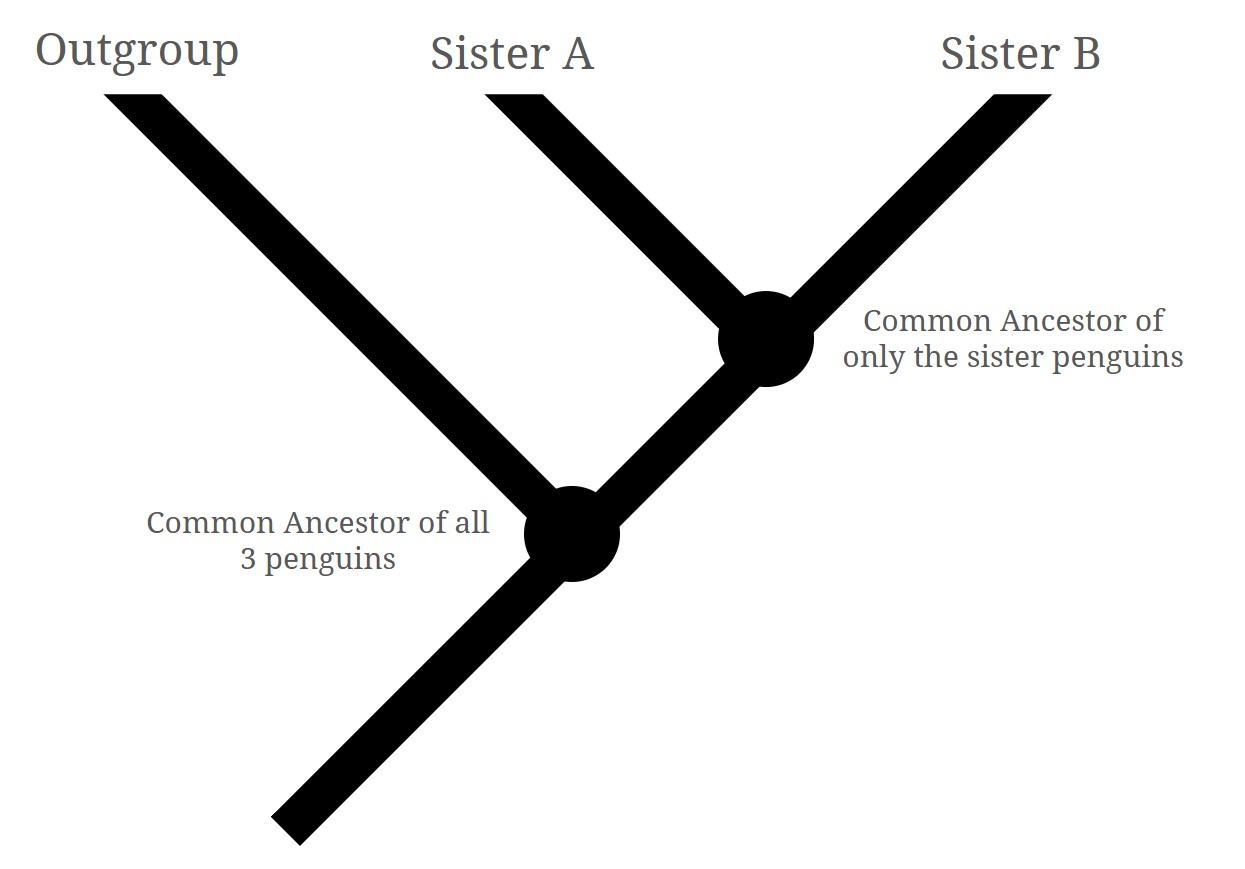 Outgroup
Sister A
Sister B
Common Ancestor of
only the sister penguins
Common Ancestor of all
3 penguins